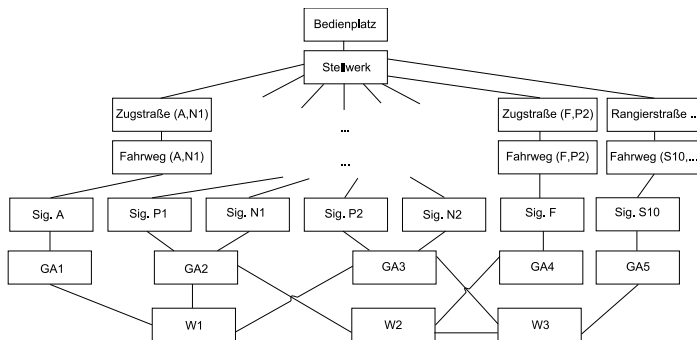 Bedienplatz
Stellwerk
Zugstraße (A,N1)
Zugstraße (F,P2)
Rangierstraße ...
...
Fahrweg (A,N1)
Fahrweg (F,P2)
Fahrweg (S10,...
...
Sig. A
Sig. P1
Sig. N1
Sig. P2
Sig. N2
Sig. F
Sig. S10
GA1
GA2
GA3
GA4
GA5
W1
W2
W3